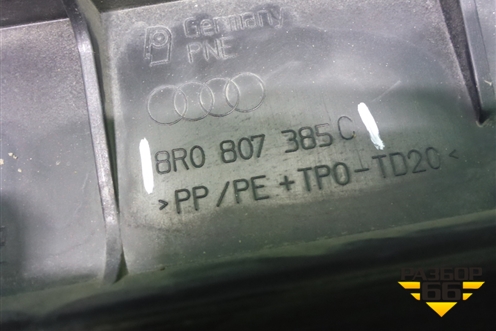 Germany
PNE
8R0 807 385 C
>PP/PE+TPO-TD20<
РАЗБОР
66